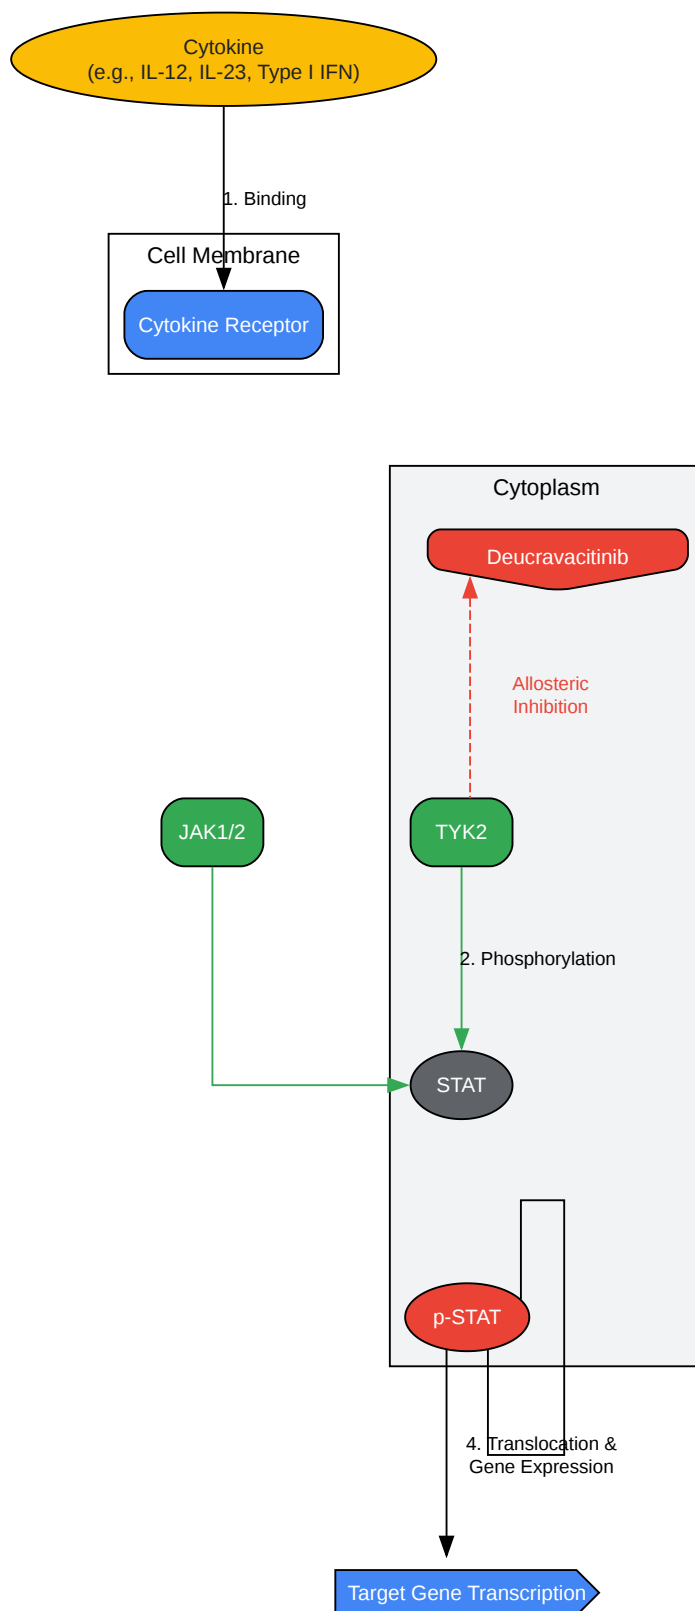 Cytokine
(e.g., IL-12, IL-23, Type I IFN)
1. Binding
Cell Membrane
Cytokine Receptor
Cytoplasm
Deucravacitinib
Allosteric
Inhibition
JAK1/2
TYK2
2. Phosphorylation
STAT
p-STAT
4. Translocation &
Gene Expression
Target Gene Transcription